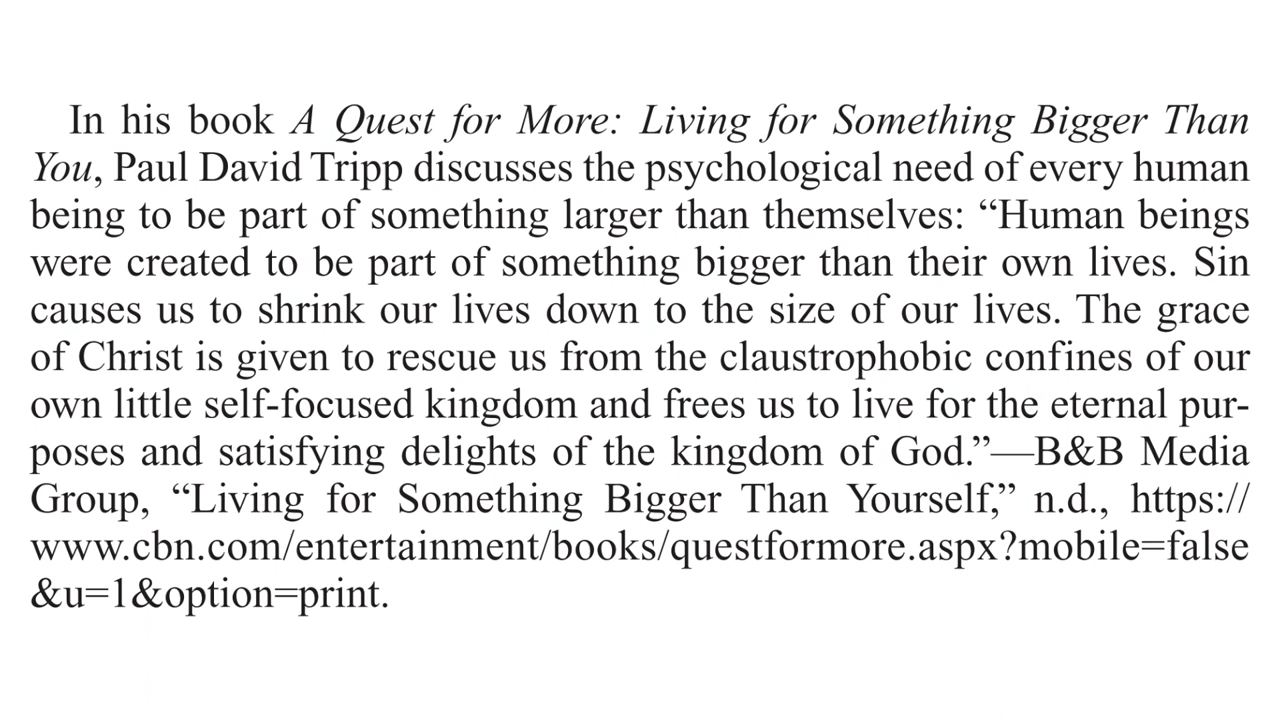 In his book A Quest for More: Living for Something Bigger Than
You, Paul David Tripp discusses the psychological need of every human
being to be part of something larger than themselves: “Human beings
were created to be part of something bigger than their own lives. Sin
causes us to shrink our lives down to the size of our lives. The grace
of Christ is given to rescue us from the claustrophobic confines of our
own little self-focused kingdom and frees us to live for the eternal pur-
poses and satisfying delights of the kingdom of God.”—B&B Media
Group, “Living for Something Bigger Than Yourself,” n.d., https://
www.cbn.com/entertainment/books/questformore.aspx?mobile=false
&u=1&option=print.